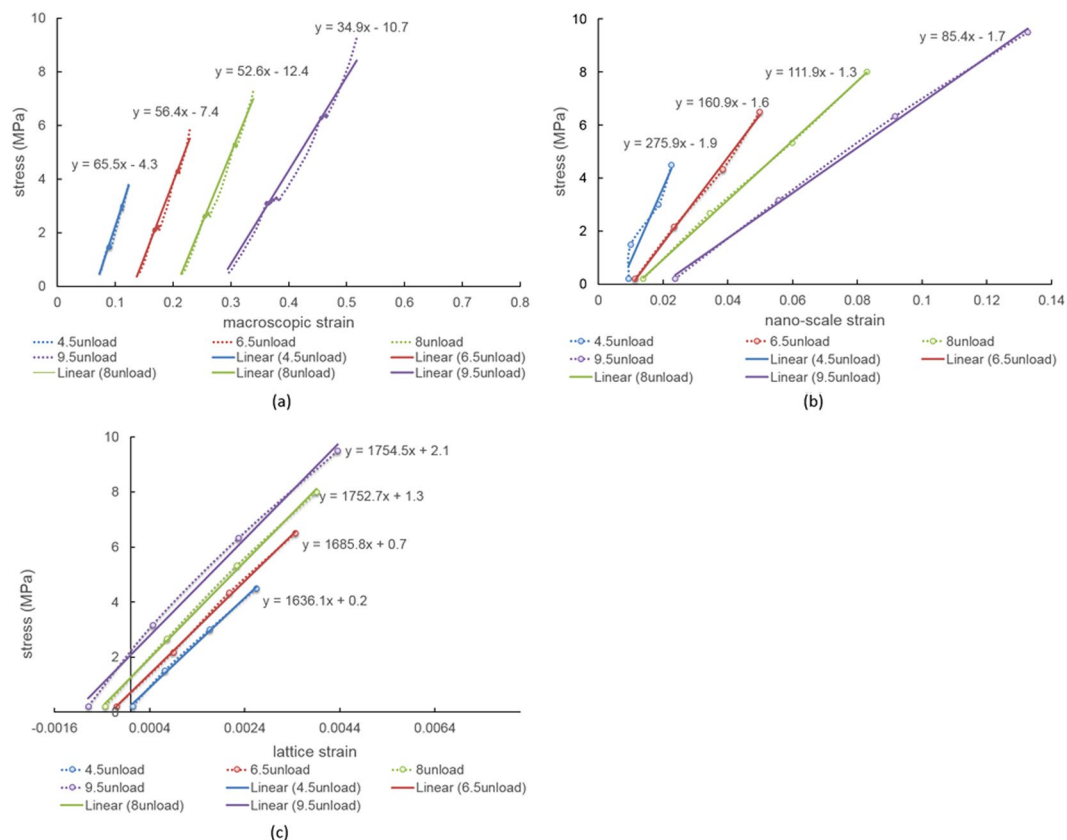 10
8
6
4
2
0
stress (MPa)
y = 34.9x - 10.7
y = 52.6x - 12.4
y = 56.4x - 7.4
y = 65.5x - 4.3
0 0.1 0.2 0.3 0.4 0.5 0.6 0.7 0.8
macroscopic strain
4.5unload 6.5unload 8unload
9.5unload Linear (4.5unload) Linear (6.5unload)
Linear (8unload) Linear (8unload) Linear (9.5unload)
(a)
10
8
6
4
2
0
stress (MPa)
y = 85.4x - 1.7
y = 111.9x - 1.3
y = 160.9x - 1.6
y = 275.9x - 1.9
0 0.02 0.04 0.06 0.08 0.1 0.12 0.14
nano-scale strain
4.5unload 6.5unload 8unload
9.5unload Linear (4.5unload) Linear (6.5unload)
Linear (8unload) Linear (9.5unload)
(b)
10
8
6
4
2
0
stress (MPa)
y = 1754.5x + 2.1
y = 1752.7x + 1.3
y = 1685.8x + 0.7
y = 1636.1x + 0.2
-0.0016 0.0004 0.0024 0.0044 0.0064
lattice strain
4.5unload 6.5unload 8unload
9.5unload Linear (4.5unload) Linear (6.5unload)
Linear (8unload) Linear (9.5unload)
(c)